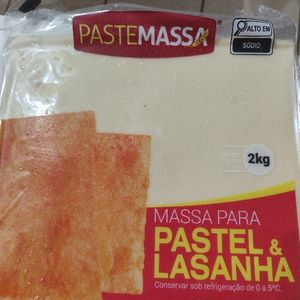 PASTEMASSA
ALTO EM
SÓDIO
2kg
MASSA PARA
PASTEL &
LASANHA
Conservar sob refrigeração de 0 a 5ºC